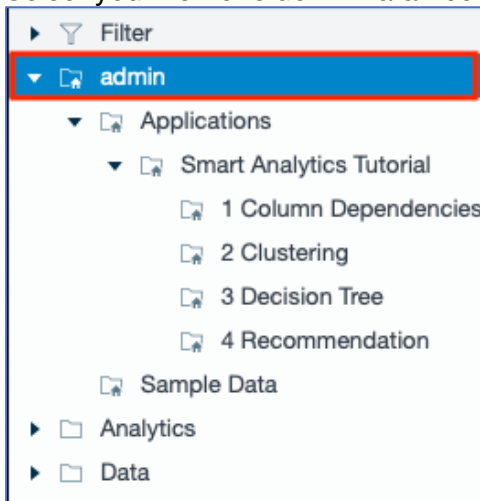 Filter
admin
Applications
Smart Analytics Tutorial
1 Column Dependencies
2 Clustering
3 Decision Tree
4 Recommendation
Sample Data
Analytics
Data